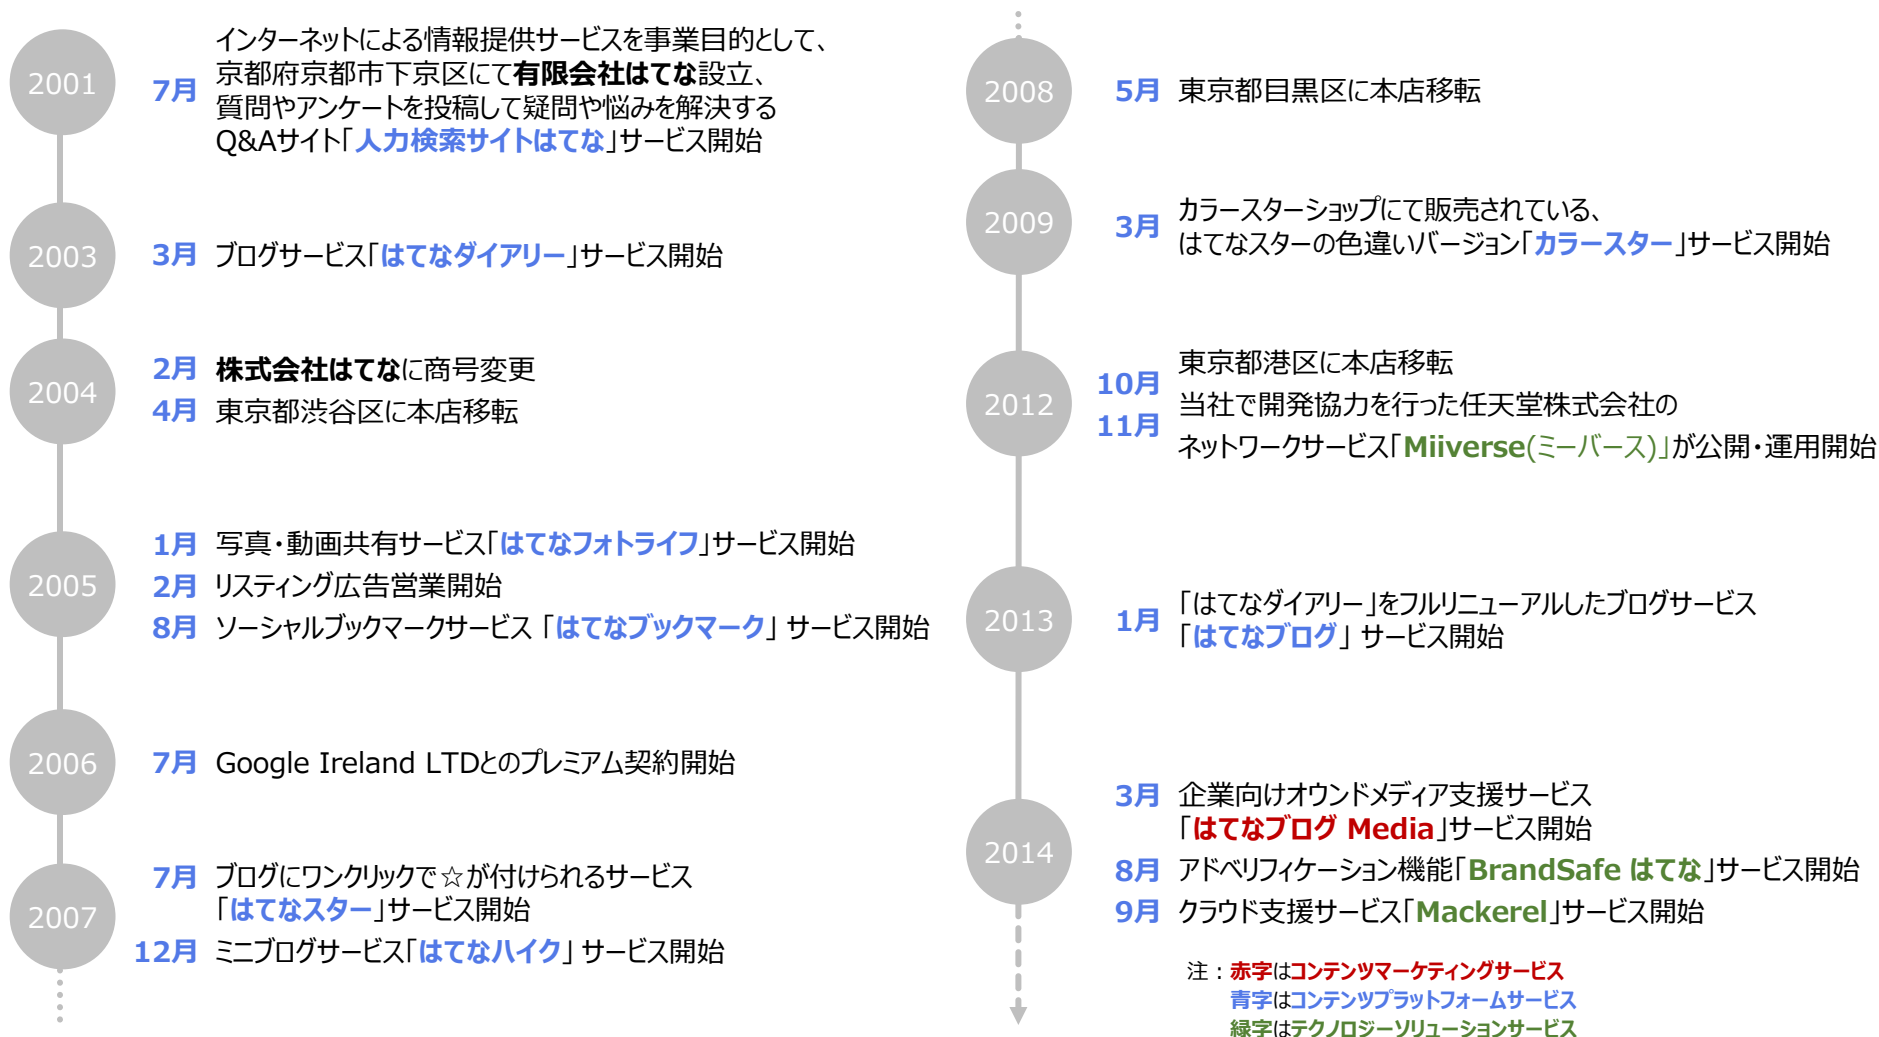 2001
7月
インターネットによる情報提供サービスを事業目的として、
京都府京都市下京区にて有限会社はてな設立、
質問やアンケートを投稿して疑問や悩みを解決する
Q&Aサイト「人力検索サイトはてな」サービス開始
2003
3月 ブログサービス「はてなダイアリー」サービス開始
2004
2月 株式会社はてなに商号変更
4月 東京都渋谷区に本店移転
2005
1月 写真・動画共有サービス「はてなフォトライフ」サービス開始
2月 リスティング広告営業開始
8月 ソーシャルブックマークサービス 「はてなブックマーク」 サービス開始
2006
7月 Google Ireland LTDとのプレミアム契約開始
2007
7月 ブログにワンクリックで☆が付けられるサービス
「はてなスター」サービス開始
12月 ミニブログサービス「はてなハイク」 サービス開始
2008
5月 東京都目黒区に本店移転
2009
3月
カラースターショップにて販売されている、
はてなスターの色違いバージョン「カラースター」サービス開始
2012
10月 東京都港区に本店移転
11月 当社で開発協力を行った任天堂株式会社の
ネットワークサービス「Miiverse(ミーバース)」が公開・運用開始
2013
1月
「はてなダイアリー」をフルリニューアルしたブログサービス
「はてなブログ」 サービス開始
2014
3月 企業向けオウンドメディア支援サービス
「はてなブログ Media」サービス開始
8月 アドベリフィケーション機能「BrandSafe はてな」サービス開始
9月 クラウド支援サービス「Mackerel」サービス開始
注：赤字はコンテンツマーケティングサービス
青字はコンテンツプラットフォームサービス
緑字はテクノロジーソリューションサービス